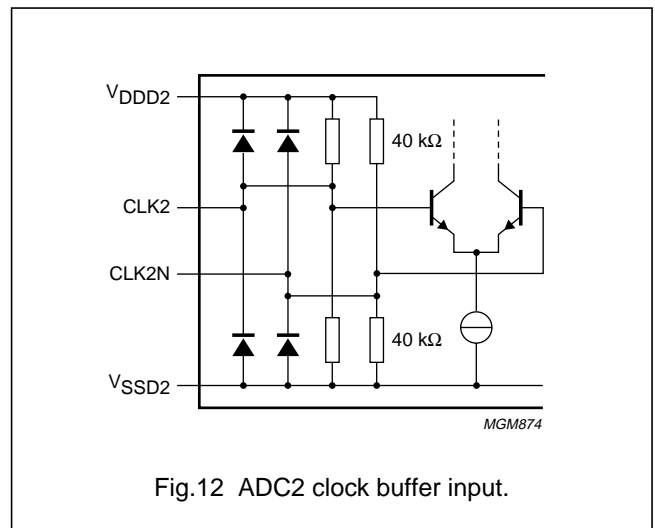 VDDD2
40 kΩ
CLK2
CLK2N
40 kΩ
VSSD2
MGM874
Fig.12 ADC2 clock buffer input.